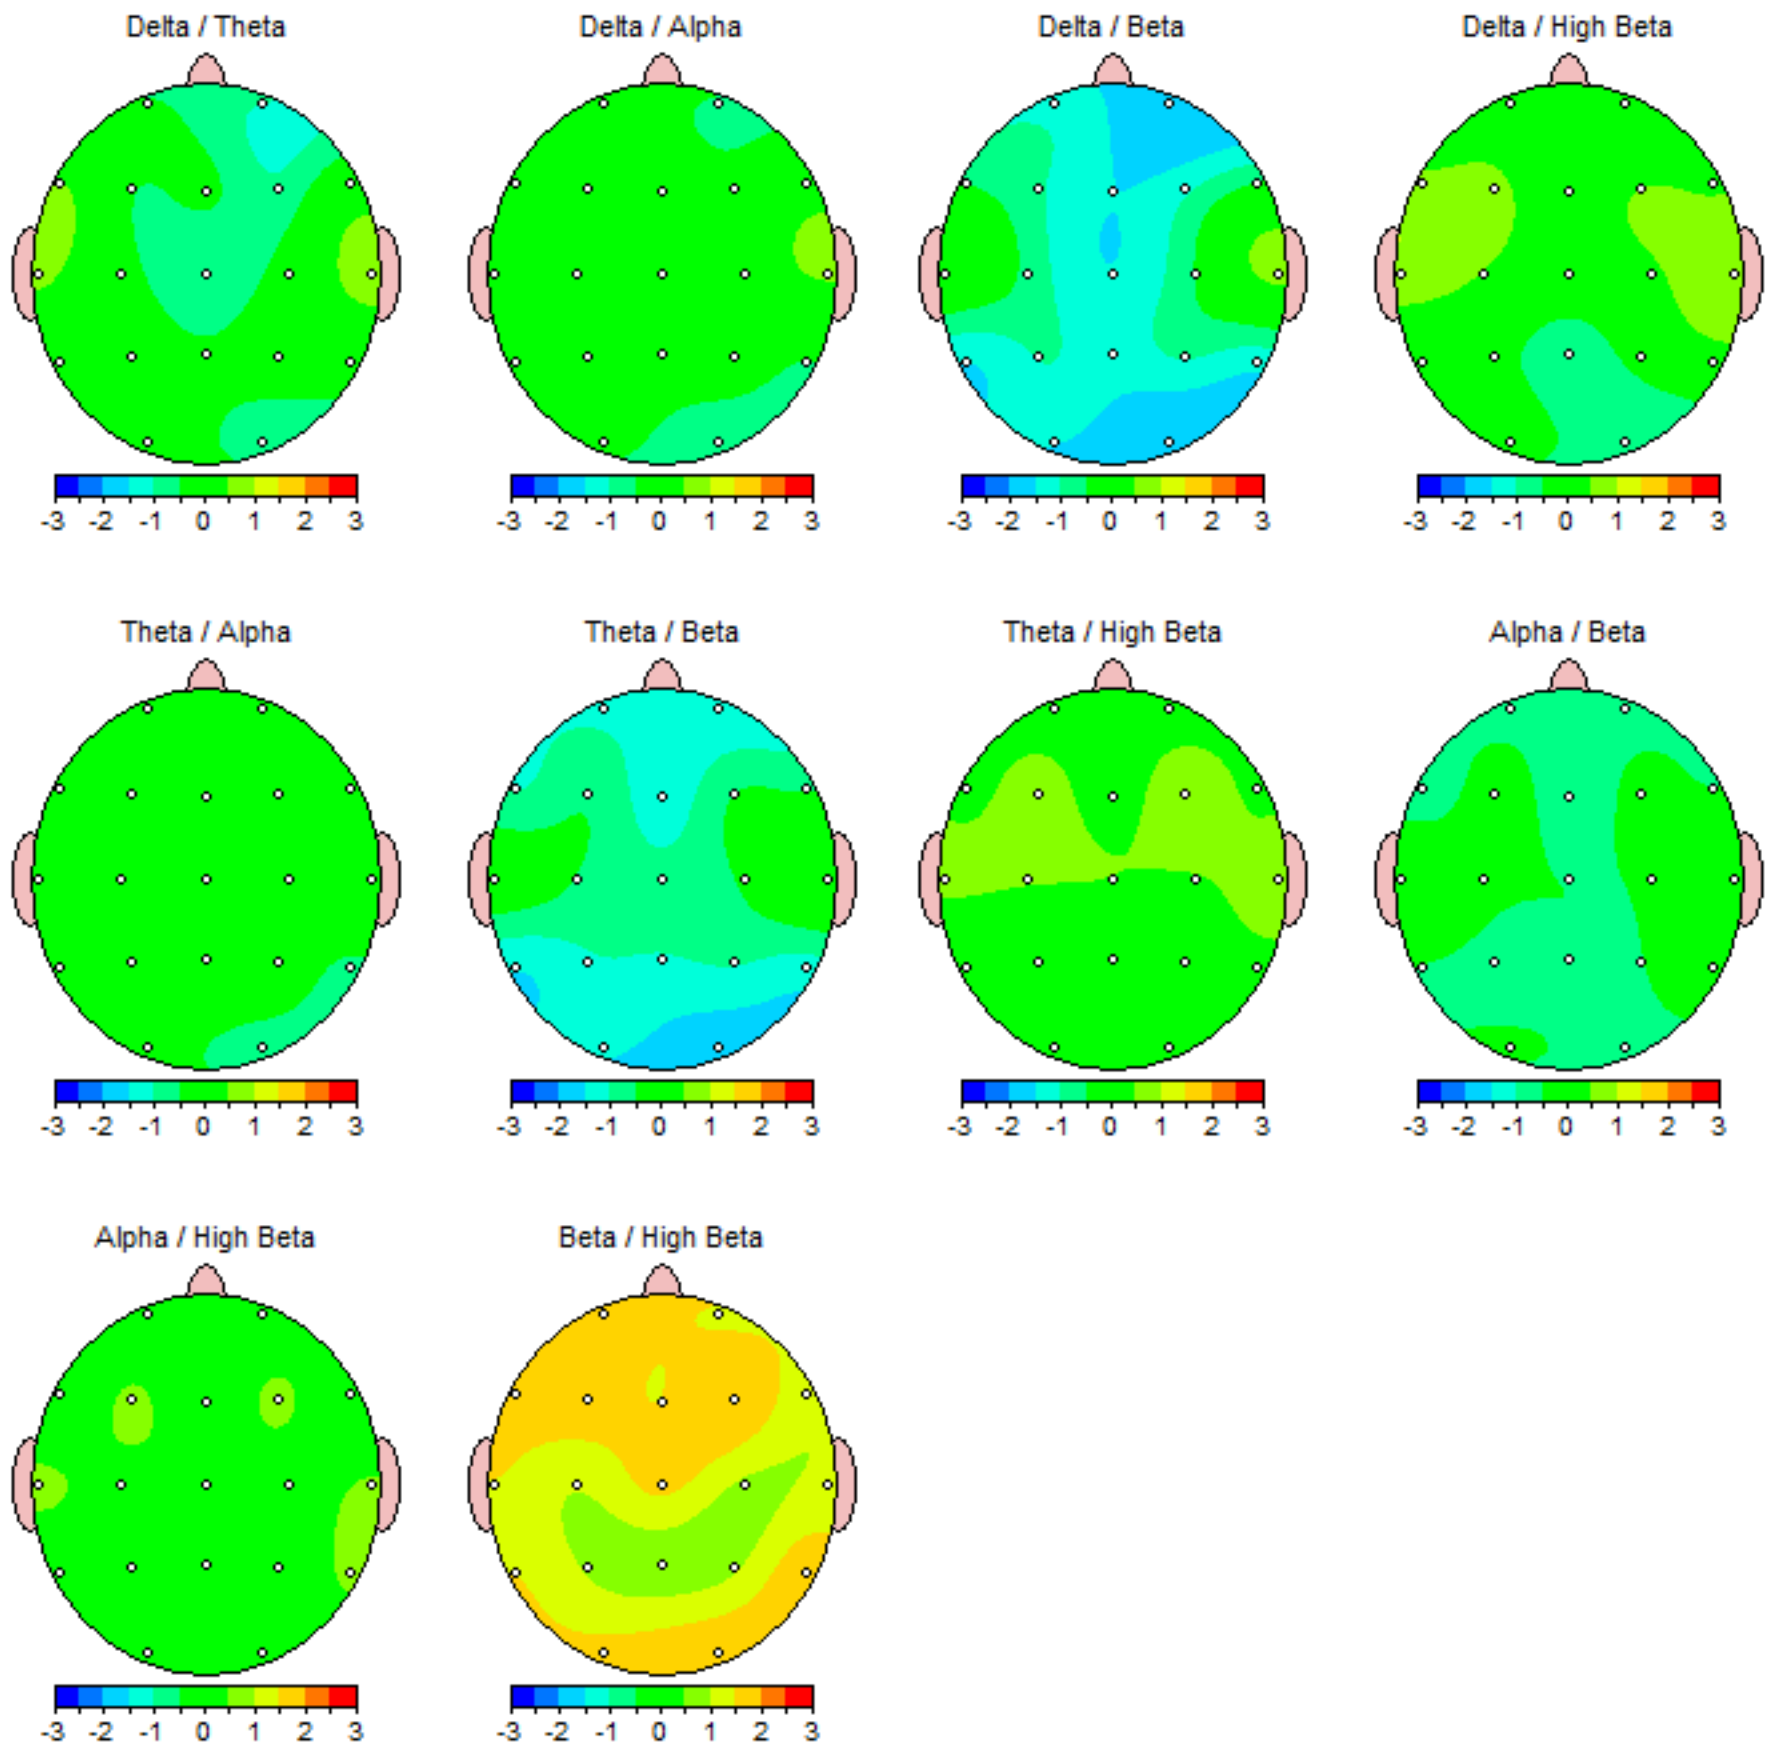 Delta / Theta Delta / Alpha Delta / Beta Delta / High Beta
-3 -2 -1 0 1 2 3 -3 -2 -1 0 1 2 3 -3 -2 -1 0 1 2 3 -3 -2 -1 0 1 2 3
Theta / Alpha Theta / Beta Theta / High Beta Alpha / Beta
-3 -2 -1 0 1 2 3 -3 -2 -1 0 1 2 3 -3 -2 -1 0 1 2 3 -3 -2 -1 0 1 2 3
Alpha / High Beta Beta / High Beta
-3 -2 -1 0 1 2 3 -3 -2 -1 0 1 2 3